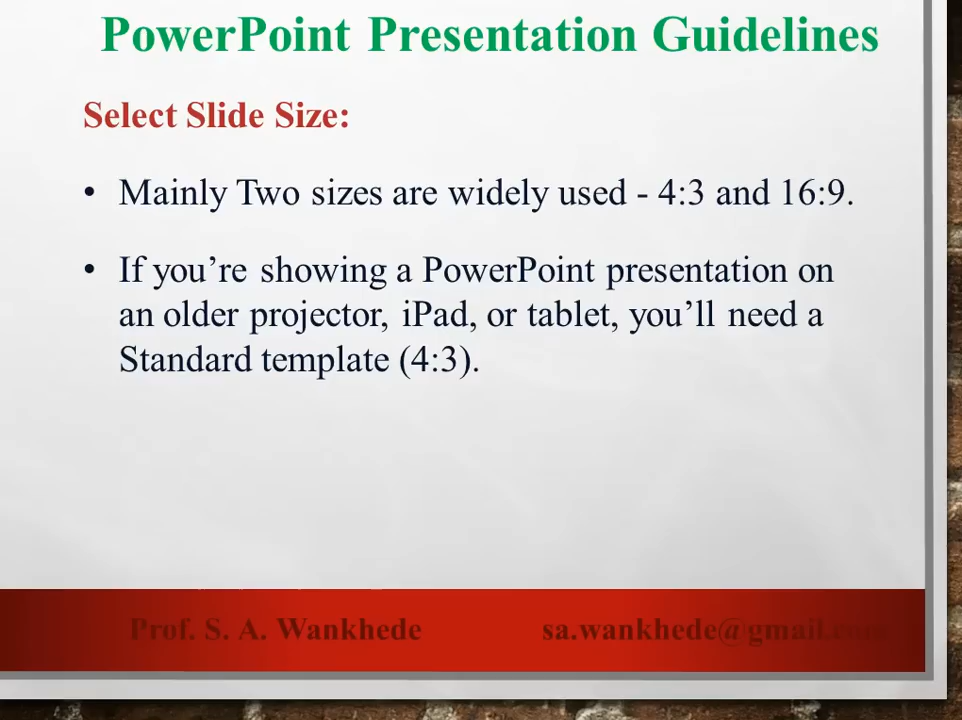 PowerPoint Presentation Guidelines
Select Slide Size:
• Mainly Two sizes are widely used - 4:3 and 16:9.
• If you’re showing a PowerPoint presentation on
an older projector, iPad, or tablet, you’ll need a
Standard template (4:3).
Prof. S. A. Wankhede
sa.wankhede@gmail.com